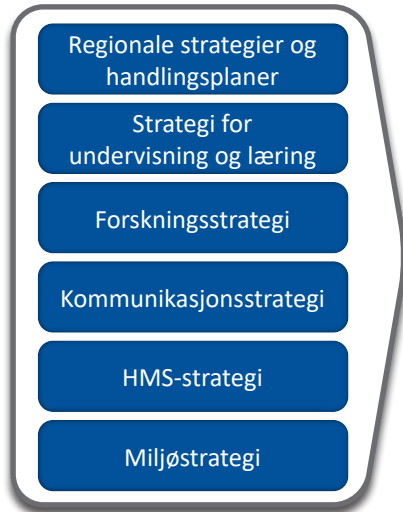 Regionale strategier og
handlingsplaner
Strategi for
undervisning og læring
Forskningsstrategi
Kommunikasjonsstrategi
HMS-strategi
Miljøstrategi